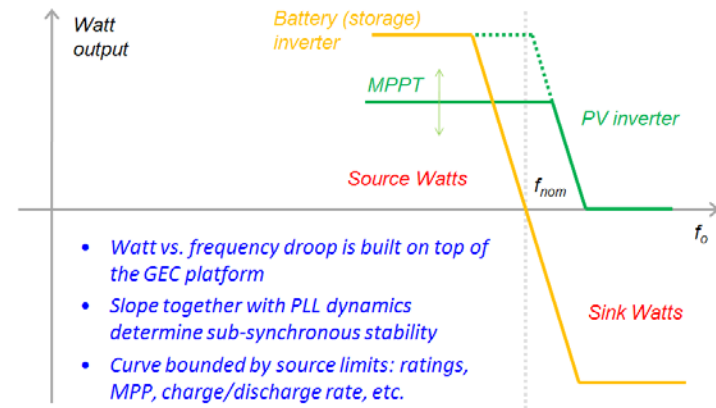 Watt
output
Battery (storage)
inverter
MPPT
PV inverter
Source Watts
f_nom
f_o
• Watt vs. frequency droop is built on top of
the GEC platform
• Slope together with PLL dynamics
determine sub-synchronous stability
Sink Watts
• Curve bounded by source limits: ratings,
MPP, charge/discharge rate, etc.